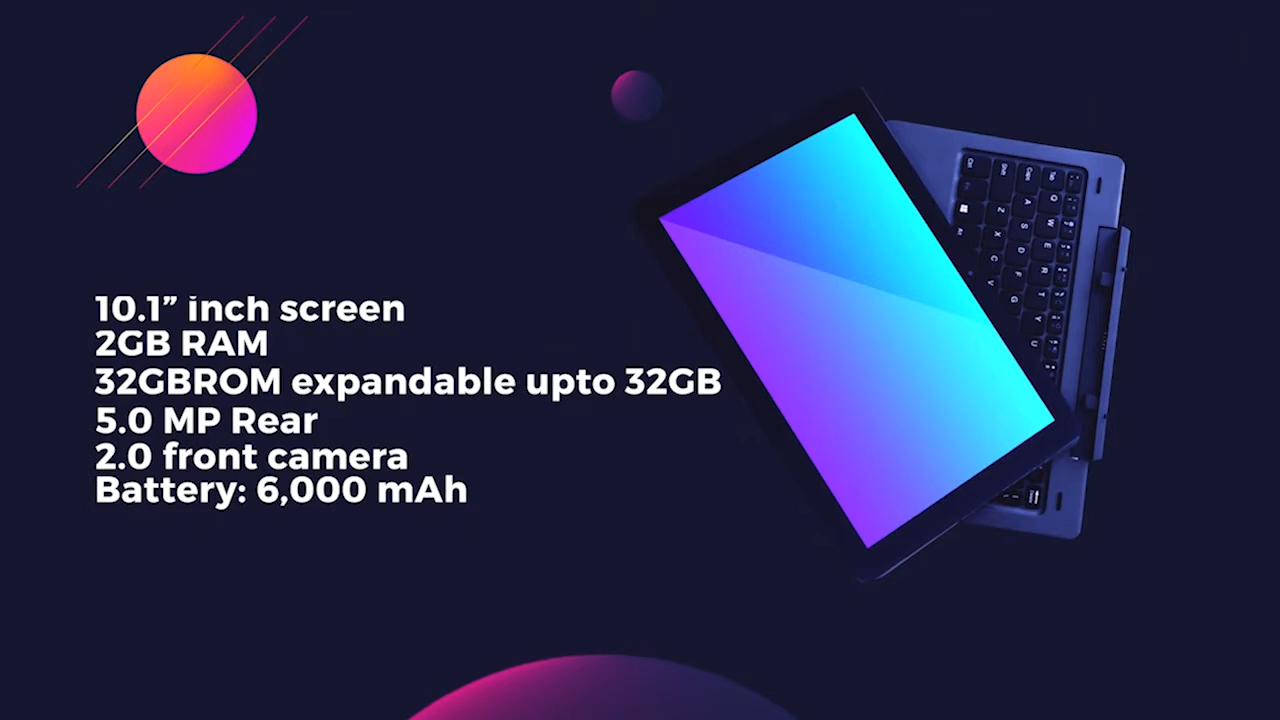 10.1” inch screen
2GB RAM
32GBROM expandable upto 32GB
5.0 MP Rear
2.0 front camera
Battery: 6,000 mAh